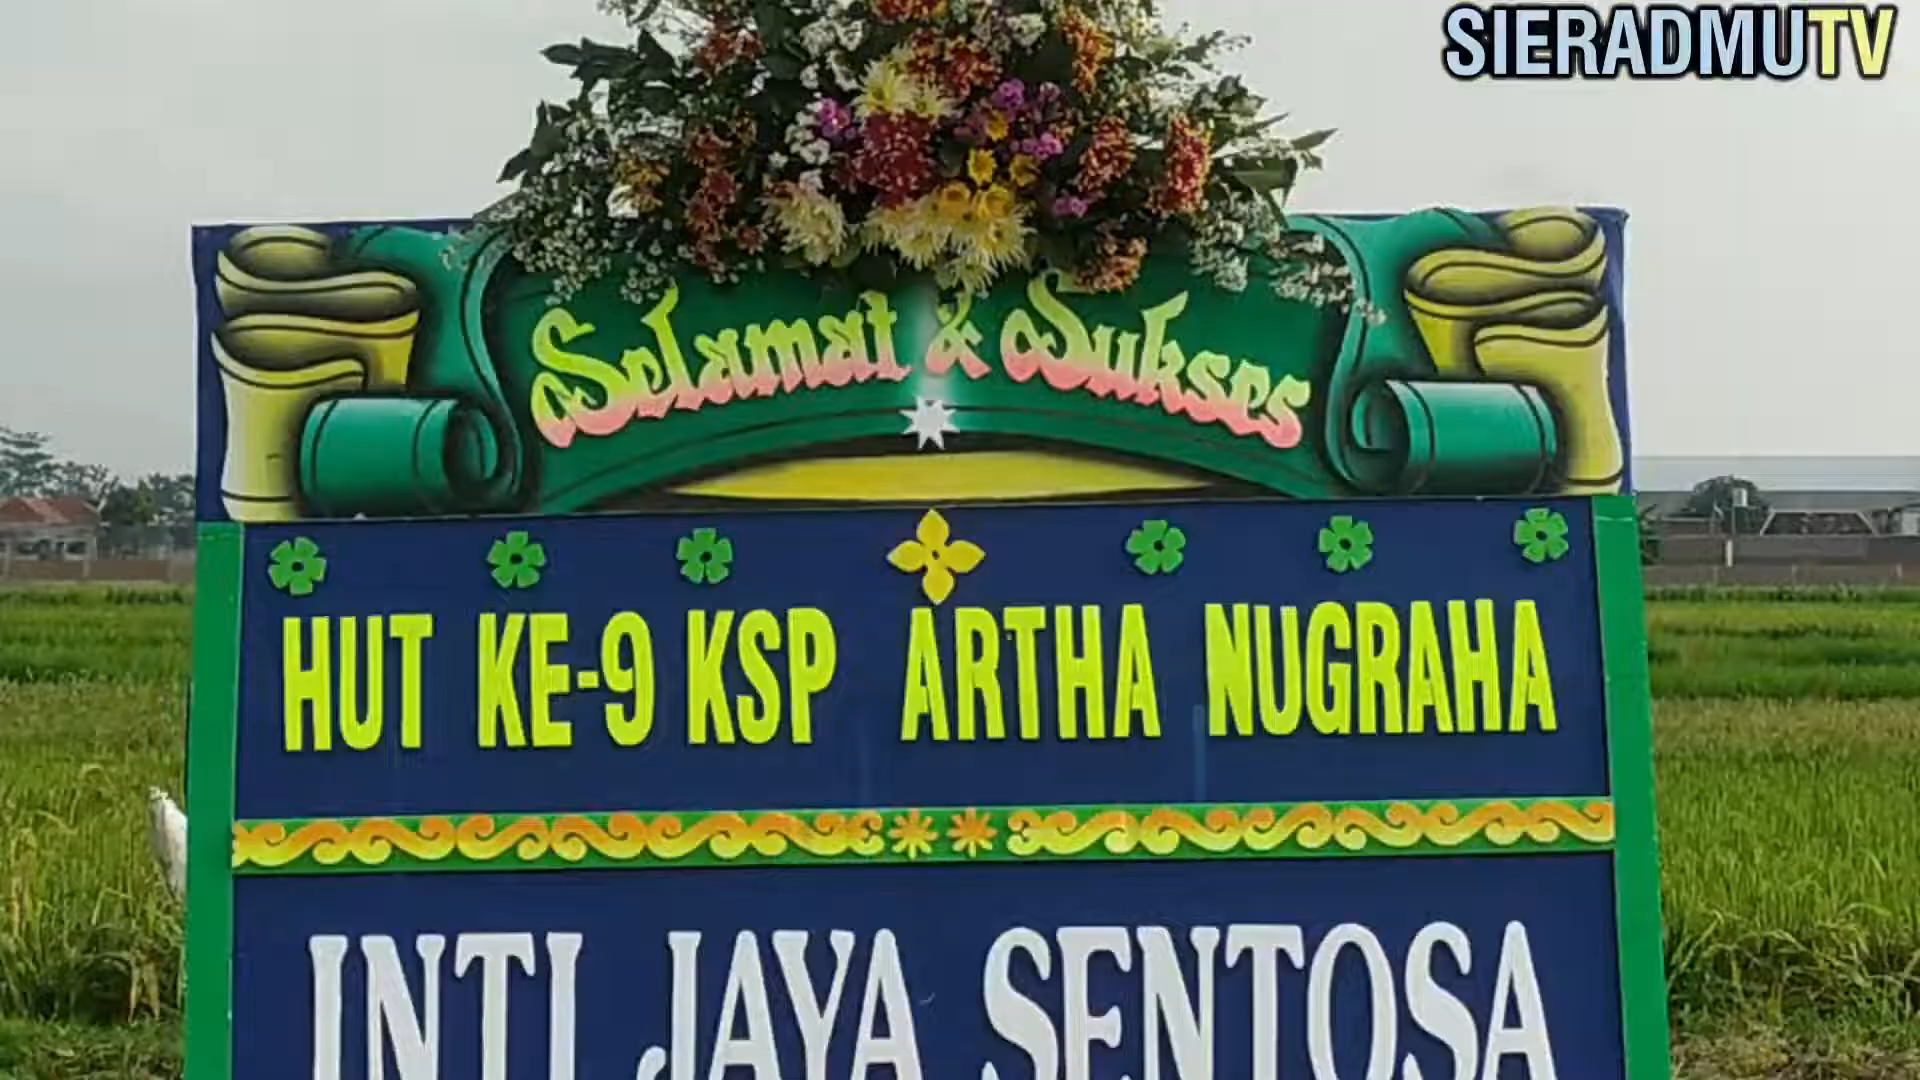 SIERADMUTV
Selamat & Sukses
HUT KE-9 KSP ARTHA NUGRAHA
INTI JAYA SENTOSA